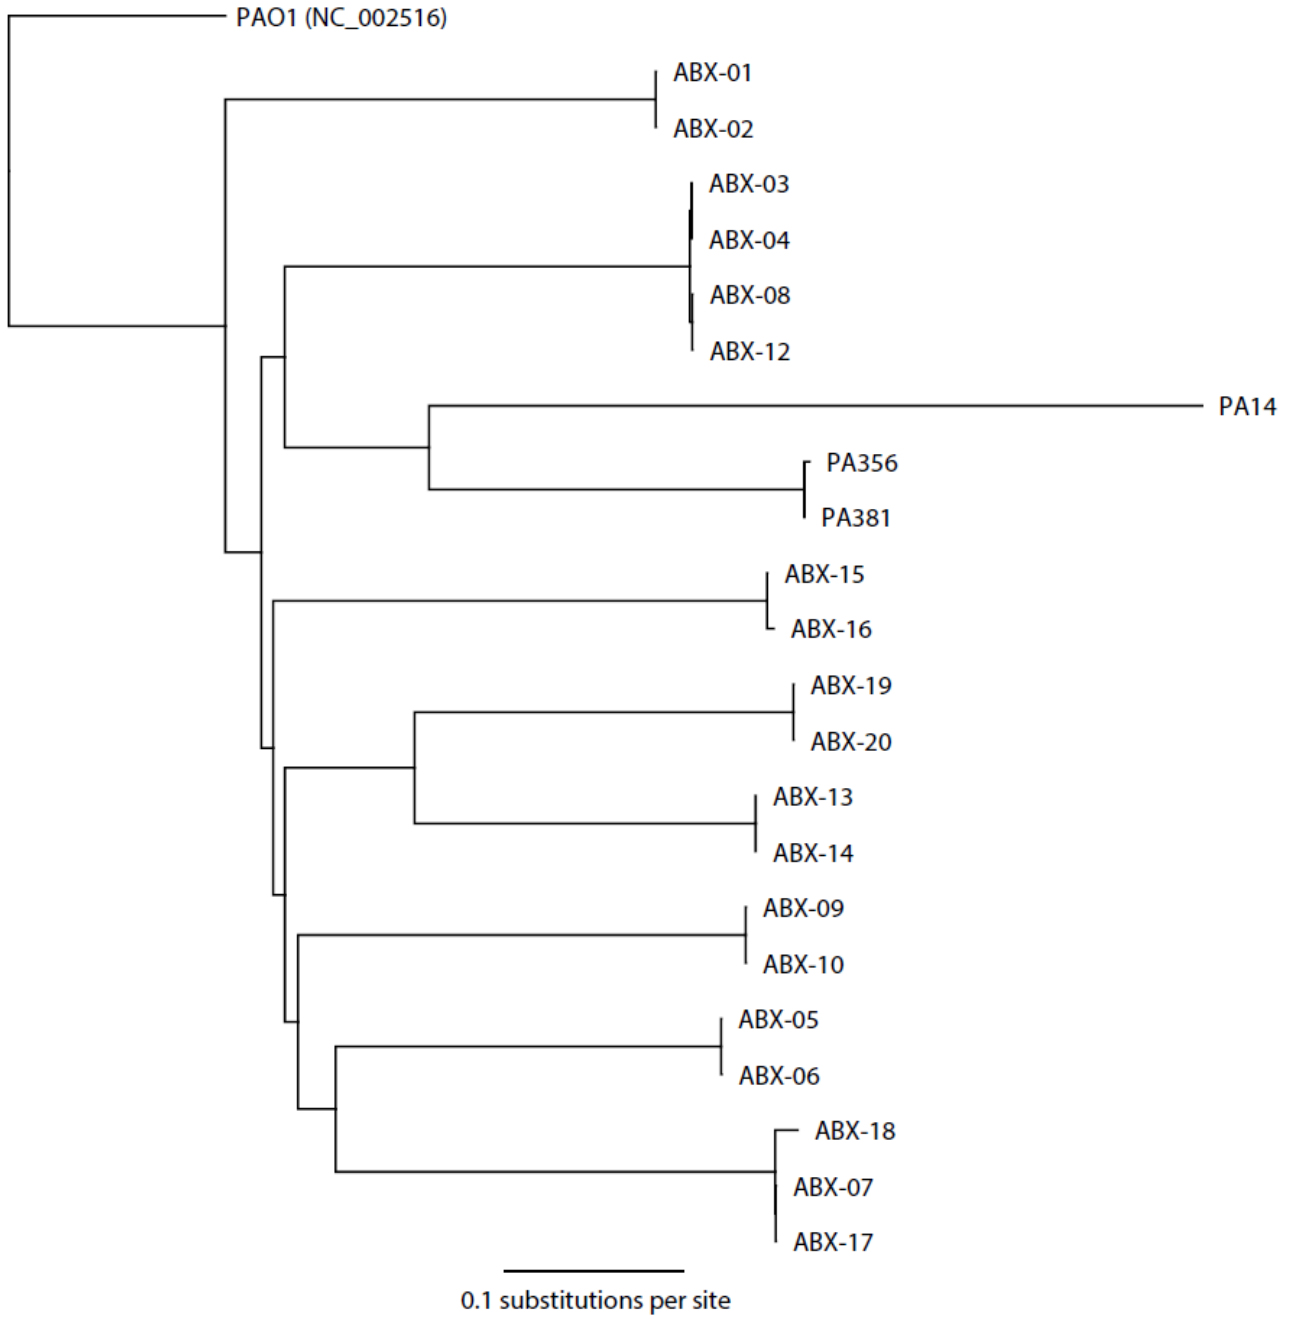 PAO1 (NC_002516)
ABX-01
ABX-02
ABX-03
ABX-04
ABX-08
ABX-12
PA14
PA356
PA381
ABX-15
ABX-16
ABX-19
ABX-20
ABX-13
ABX-14
ABX-09
ABX-10
ABX-05
ABX-06
ABX-18
ABX-07
ABX-17
0.1 substitutions per site